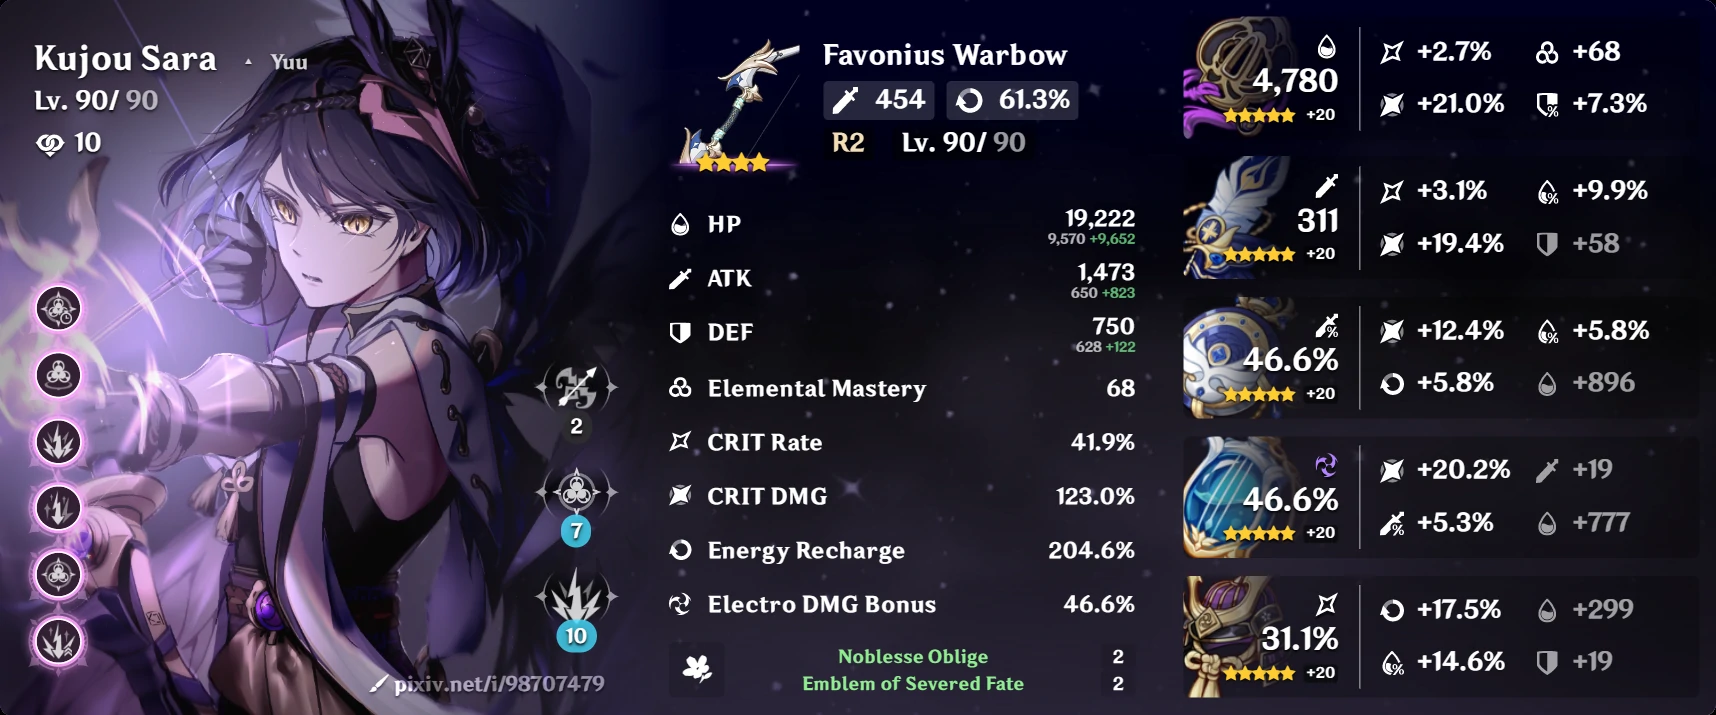 Kujou Sara · Yuu
Lv. 90/ 90
10
2
7
10
pixiv.net/i/98707479
Favonius Warbow
454 61.3%
R2 Lv. 90/ 90
HP 19,222
9,570 +9,652
ATK 1,473
650 +823
DEF 750
628 +122
Elemental Mastery 68
CRIT Rate 41.9%
CRIT DMG 123.0%
Energy Recharge 204.6%
Electro DMG Bonus 46.6%
Noblesse Oblige 2
Emblem of Severed Fate 2
4,780
+20
+2.7% +68
+21.0% +7.3%
311
+20
+3.1% +9.9%
+19.4% +58
46.6%
+20
+12.4% +5.8%
+5.8% +896
46.6%
+20
+20.2% +19
+5.3% +777
31.1%
+20
+17.5% +299
+14.6% +19